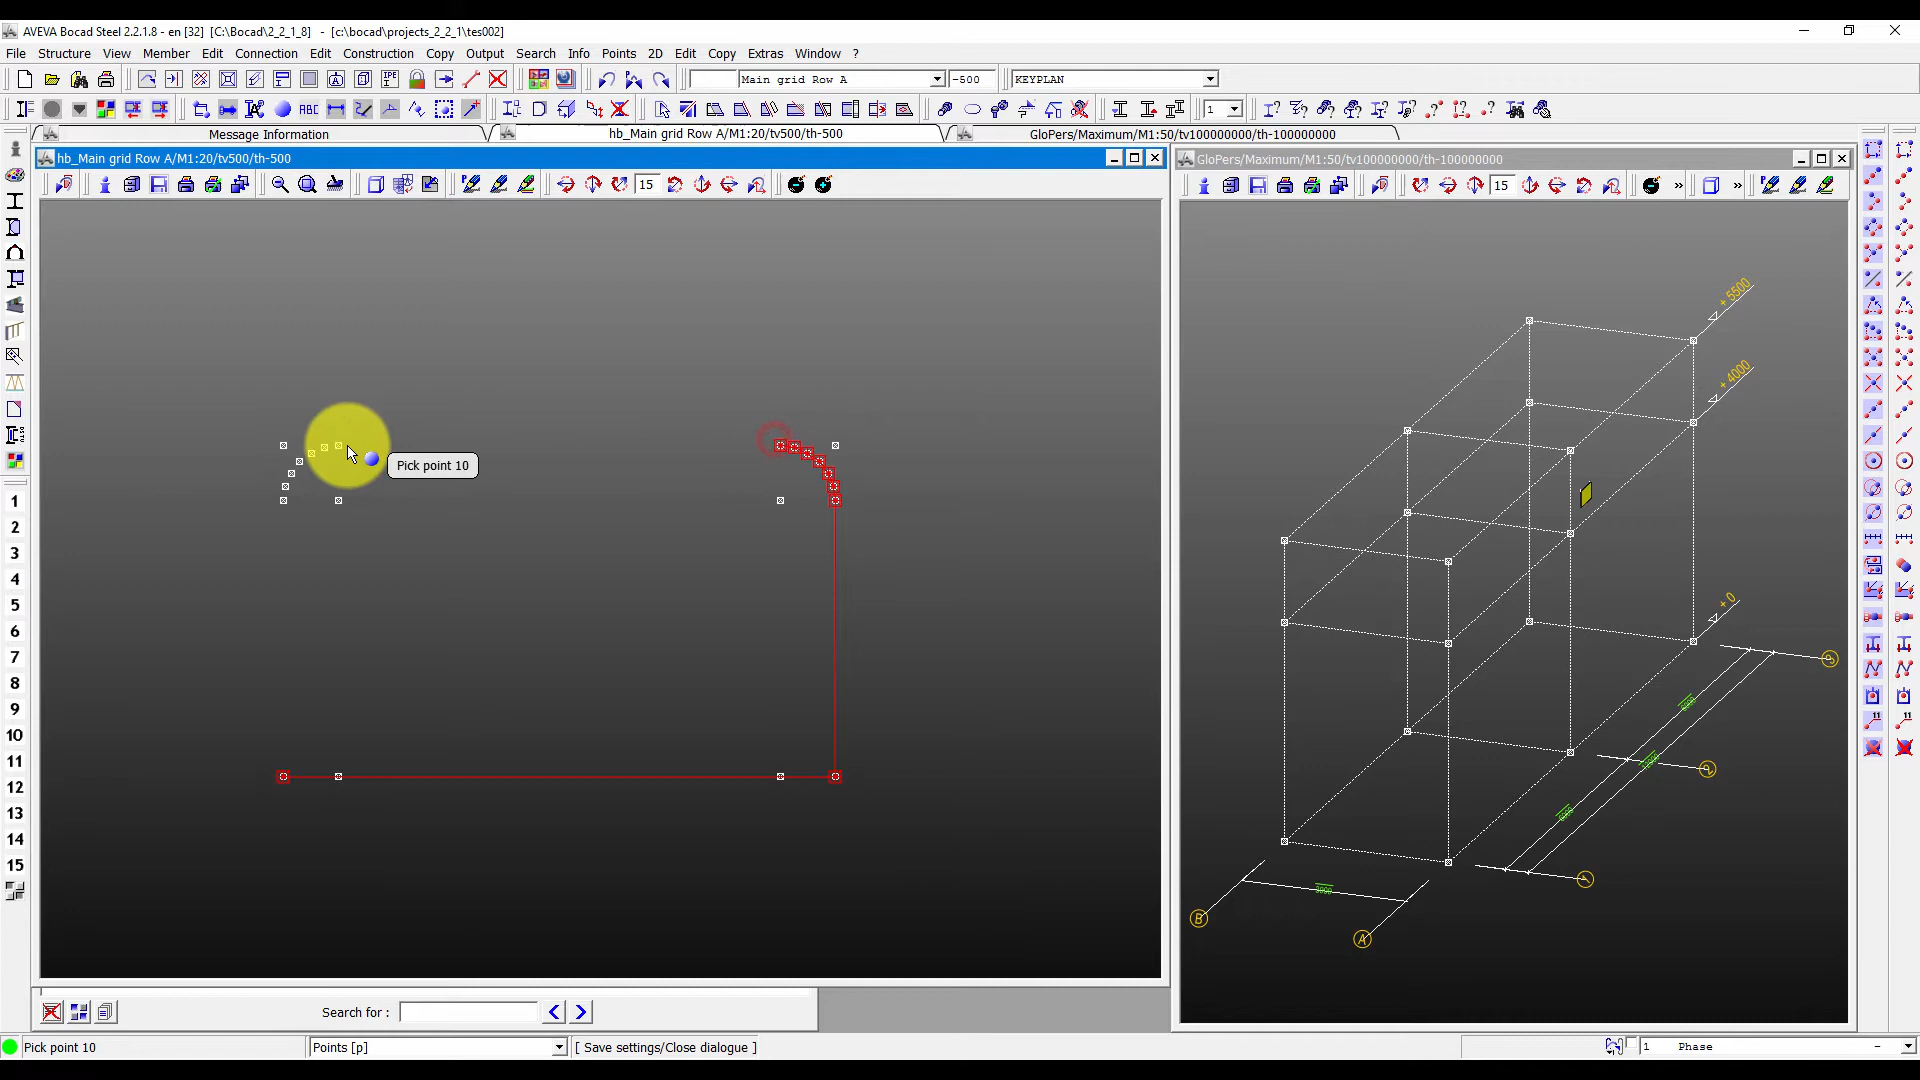 AVEVA Bocad Steel 2.2.1.8 - en [32] [C:\Bocad\2_2_1_8] - [c:\bocad\projects_2_2_1\tes002]
File Structure View Member Edit Connection Edit Construction Copy Output Search Info Points 2D Edit Copy Extras Window ?
Main grid Row A -500 KEYPLAN
ABC 1
Message Information hb_Main grid Row A/M1:20/tv500/th-500 GloPers/Maximum/M1:50/tv100000000/th-100000000
hb_Main grid Row A/M1:20/tv500/th-500
GloPers/Maximum/M1:50/tv100000000/th-100000000
15
15
Pick point 10
+ 5500
+ 4000
+ 0
3
2
1
B
A
1
2
3
4
5
6
7
8
9
10
11
12
13
14
15
Search for :
Pick point 10 Points [p] [ Save settings/Close dialogue ] 1 Phase -